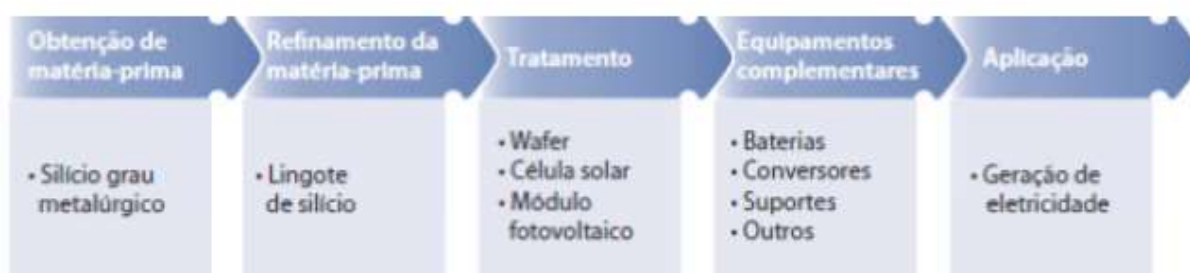 Obtenção de
matéria-prima
Refinamento da
matéria-prima
Tratamento
Equipamentos
complementares
Aplicação
• Silício grau
metalúrgico
• Lingote
de silício
• Wafer
• Célula solar
• Módulo
fotovoltaico
• Baterias
• Conversores
• Suportes
• Outros
• Geração de
eletricidade